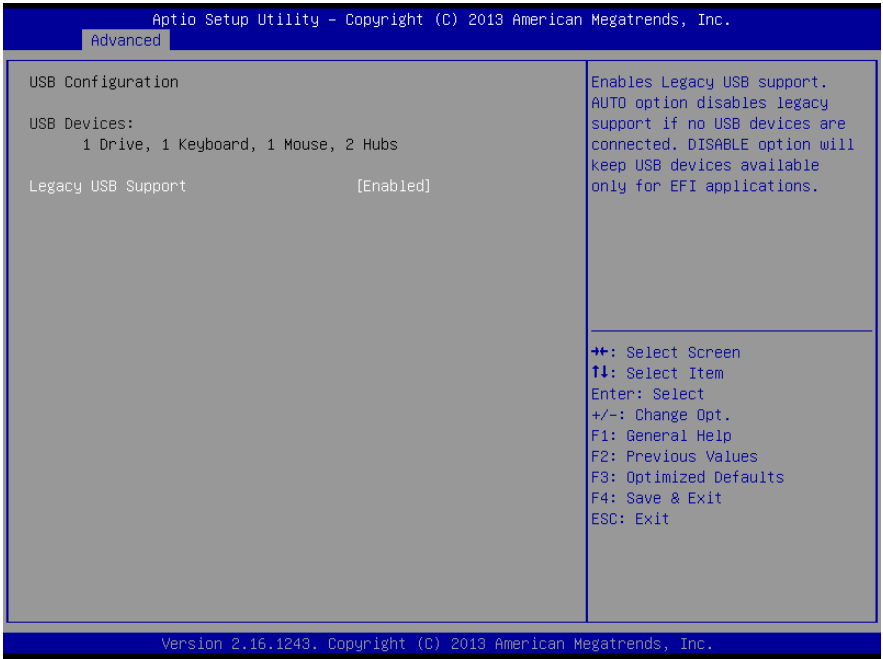 Aptio Setup Utility – Copyright (C) 2013 American Megatrends, Inc.
Advanced
USB Configuration
USB Devices:
1 Drive, 1 Keyboard, 1 Mouse, 2 Hubs
Legacy USB Support [Enabled]
Enables Legacy USB support.
AUTO option disables legacy
support if no USB devices are
connected. DISABLE option will
keep USB devices available
only for EFI applications.
→←: Select Screen
↑↓: Select Item
Enter: Select
+/-: Change Opt.
F1: General Help
F2: Previous Values
F3: Optimized Defaults
F4: Save & Exit
ESC: Exit
Version 2.16.1243. Copyright (C) 2013 American Megatrends, Inc.